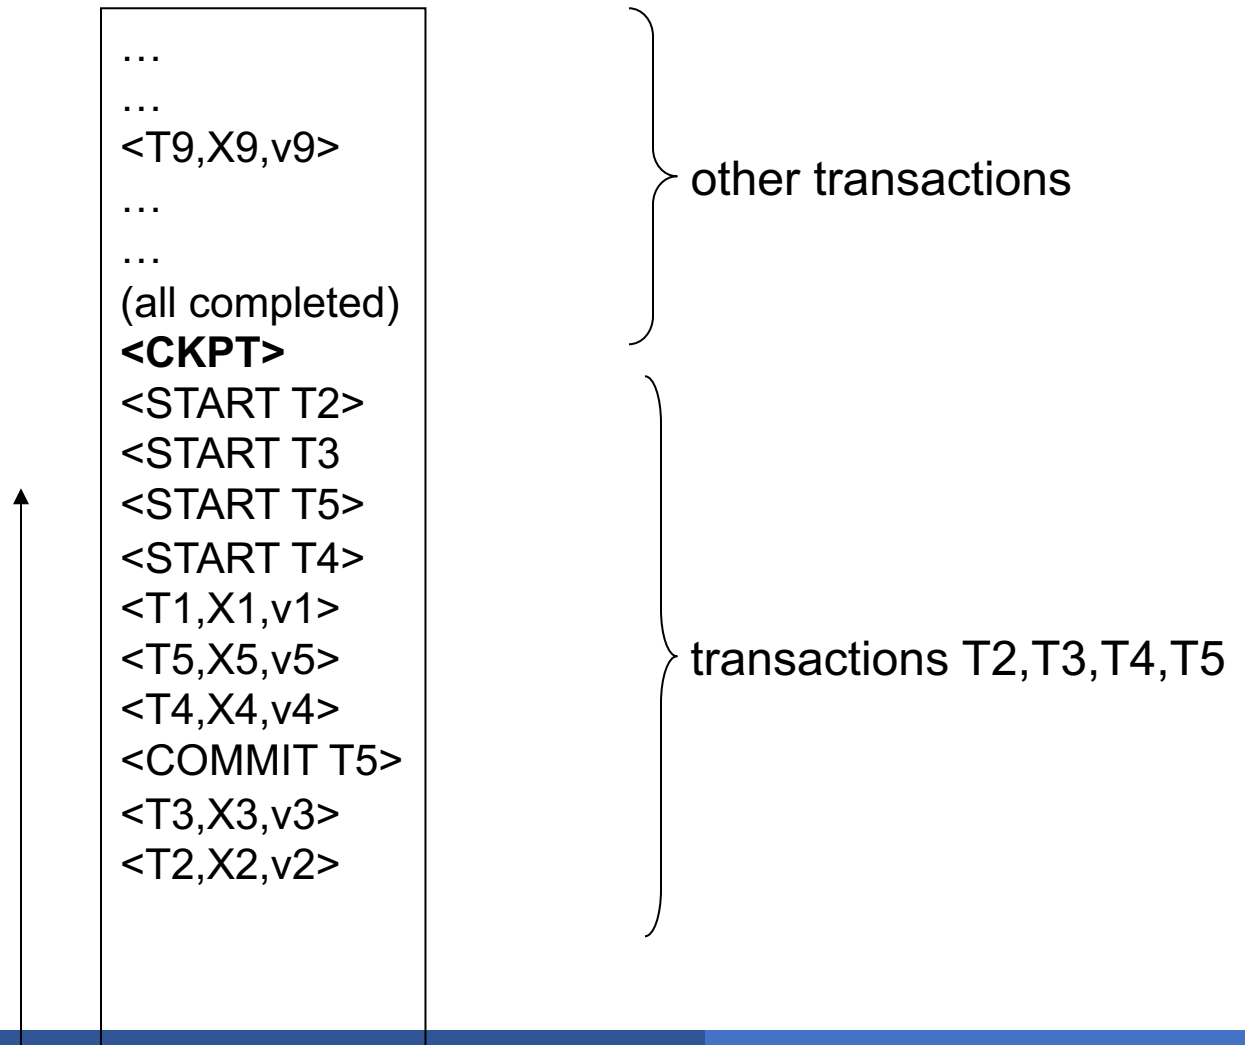 …
…
<T9,X9,v9>
…
…
(all completed)
<CKPT>
<START T2>
<START T3
<START T5>
<START T4>
<T1,X1,v1>
<T5,X5,v5>
<T4,X4,v4>
<COMMIT T5>
<T3,X3,v3>
<T2,X2,v2>
other transactions
transactions T2,T3,T4,T5